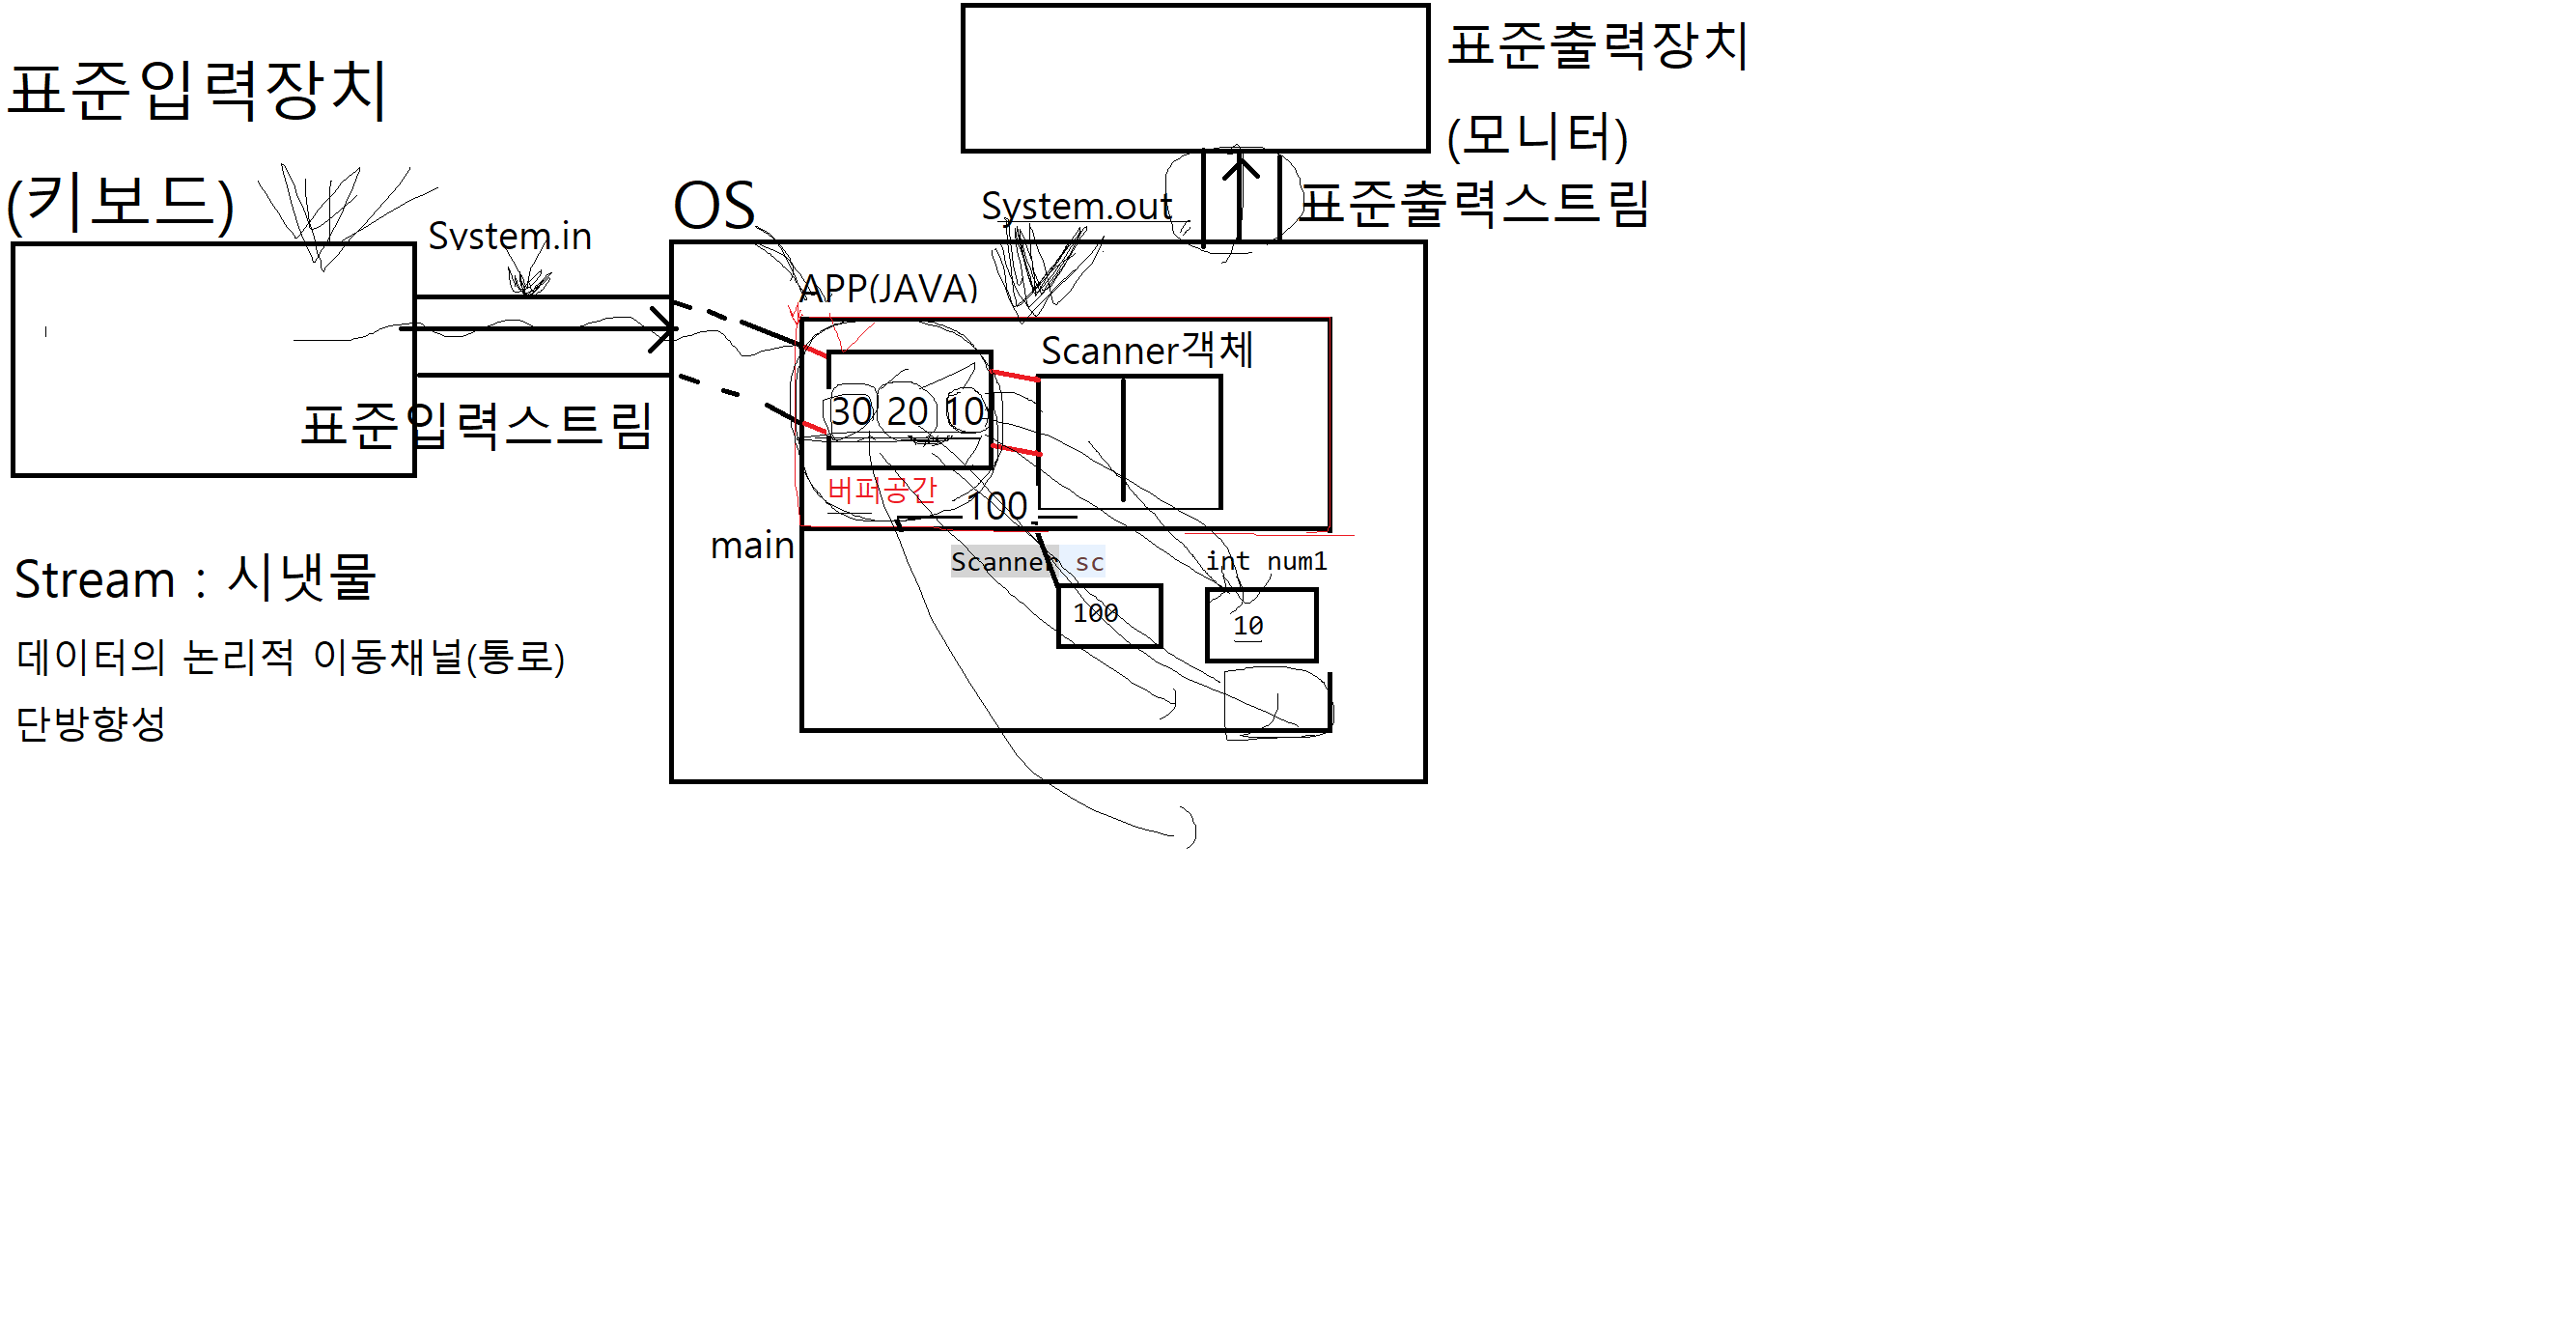 표준입력장치
(키보드)
System.in
표준입력스트림
Stream : 시냇물
데이터의 논리적 이동채널(통로)
단방향성
표준출력장치
(모니터)
System.out
표준출력스트림
OS
APP(JAVA)
Scanner객체
30 20 10
버퍼공간
100
main
Scanner sc
int num1
100
10